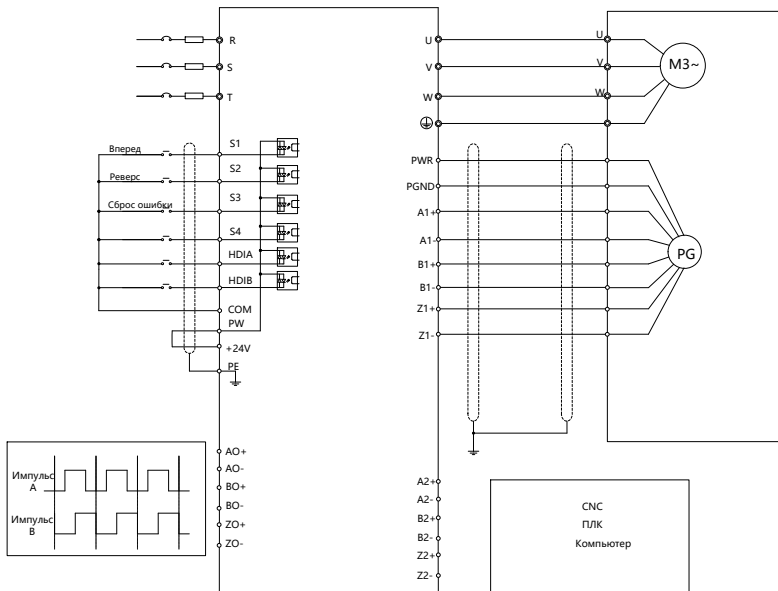 R
S
T
Вперед
Реверс
Сброс ошибки
S1
S2
S3
S4
HDIA
HDIB
COM
PW
+24V
PE
U
V
W
PWR
PGND
A1+
A1-
B1+
B1-
Z1+
Z1-
U
V
W
M3~
PG
Импульс
A
Импульс
B
AO+
AO-
BO+
BO-
ZO+
ZO-
A2+
A2-
B2+
B2-
Z2+
Z2-
CNC
ПЛК
Компьютер